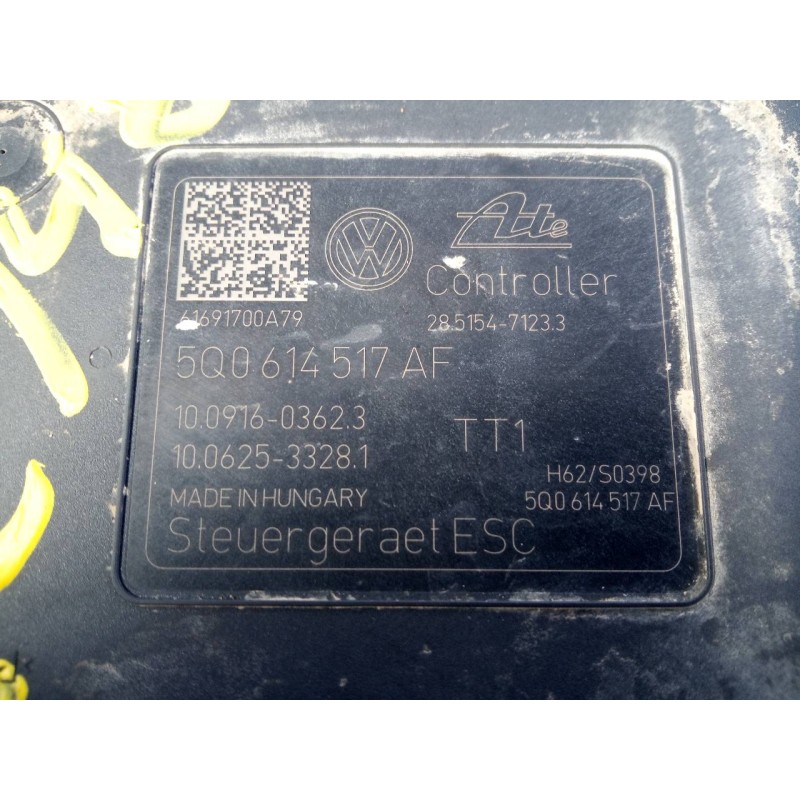 Ate
Controller
61691700A79
28.5154-7123.3
5Q0 614 517 AF
10.0916-0362.3
10.0625-3328.1
TT1
H62/S0398
MADE IN HUNGARY
5Q0 614 517 AF
Steuergeraet ESC